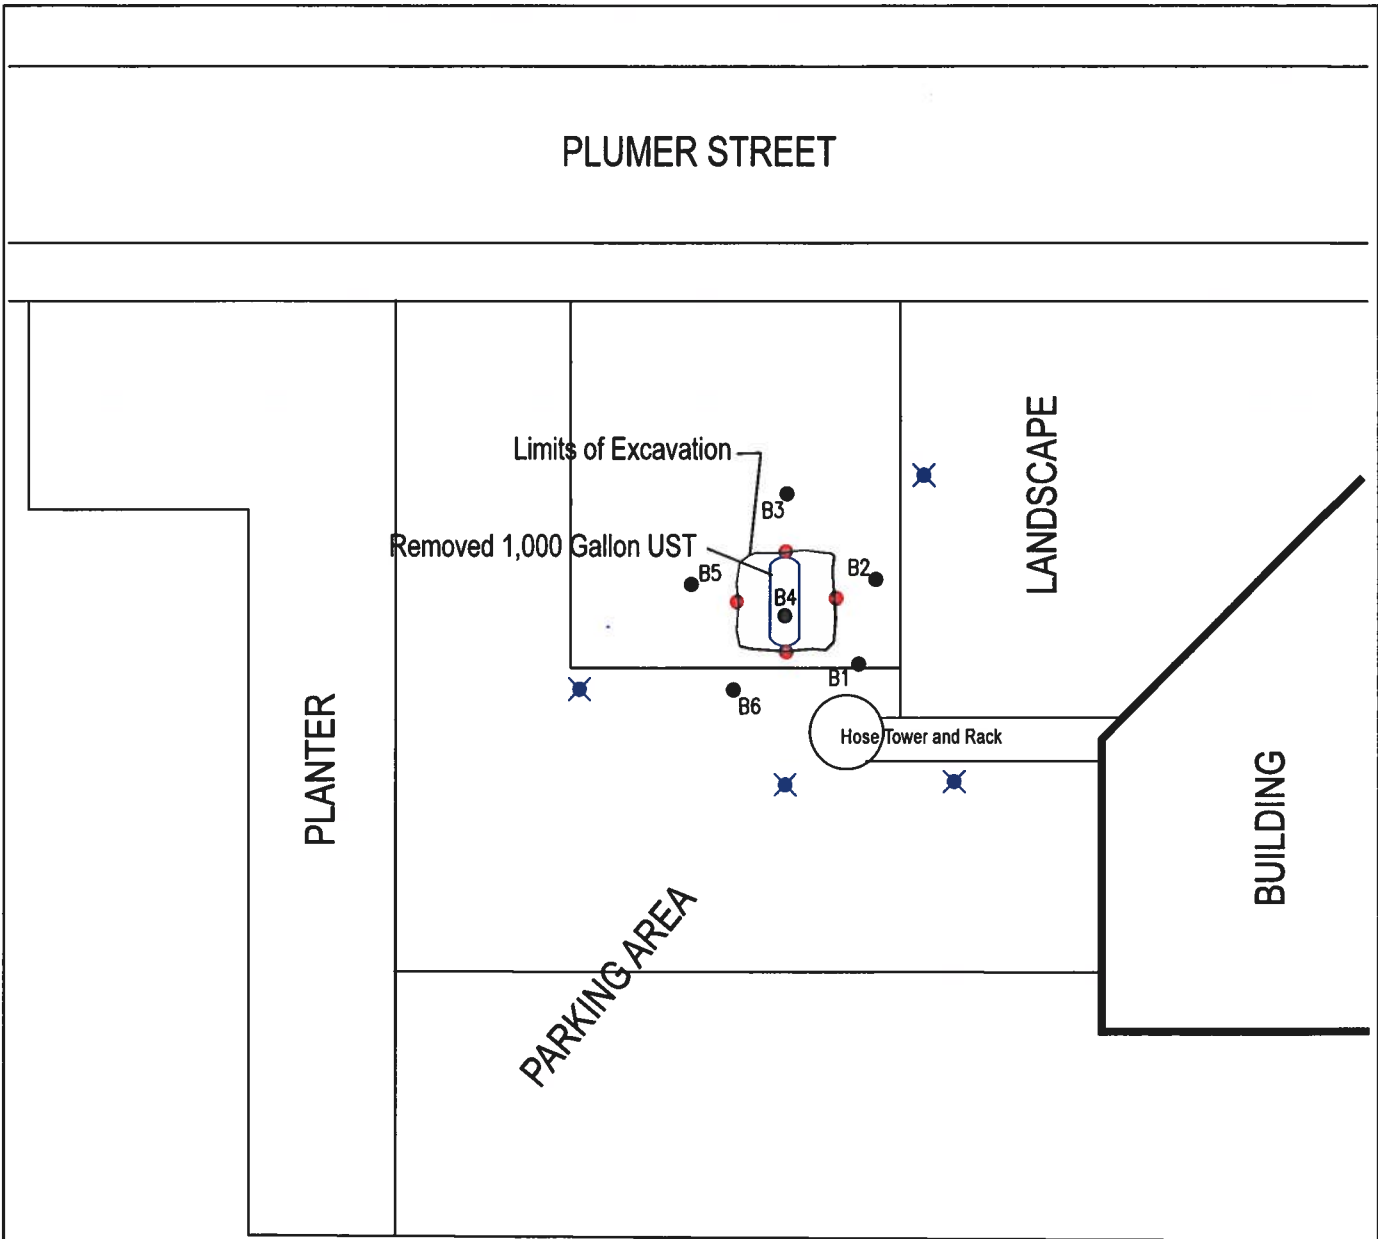 PLUMER STREET
Limits of Excavation
B3
Removed 1,000 Gallon UST
B5
B2
B4
B1
B6
Hose Tower and Rack
LANDSCAPE
PLANTER
BUILDING
PARKING AREA